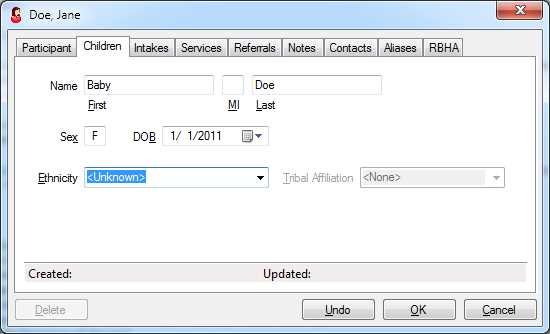 Doe, Jane
Participant Children Intakes Services Referrals Notes Contacts Aliases RBHA
Name Baby Doe
First MI Last
Sex F DOB 1/ 1/2011
Ethnicity <Unknown> Tribal Affiliation <None>
Created: Updated:
Delete Undo OK Cancel